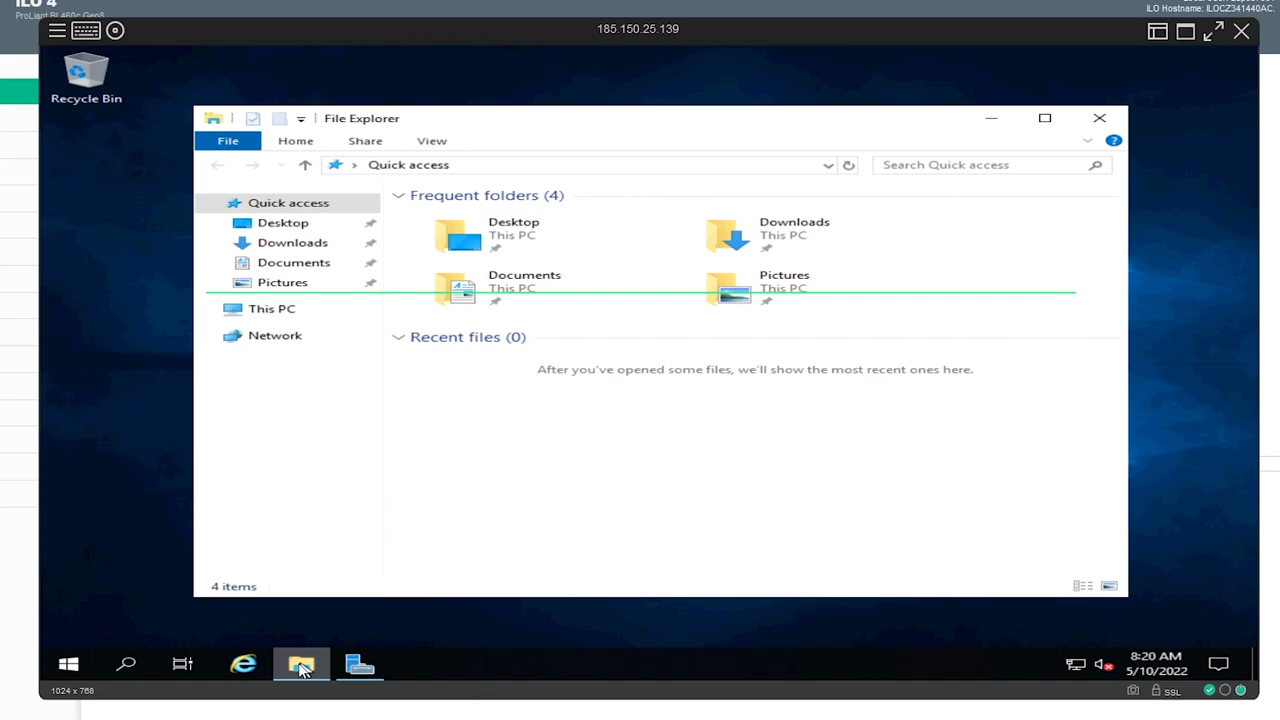 iLO 4
ProLiant BL460c Gen8
iLO Hostname: ILOCZ341440AC.
185.150.25.139
Recycle Bin
File Explorer
File Home Share View
Quick access
Search Quick access
Quick access
Desktop
Downloads
Documents
Pictures
This PC
Network
Frequent folders (4)
Desktop
This PC
Downloads
This PC
Documents
This PC
Pictures
This PC
Recent files (0)
After you've opened some files, we'll show the most recent ones here.
4 items
8:20 AM
5/10/2022
1024 x 768
SSL